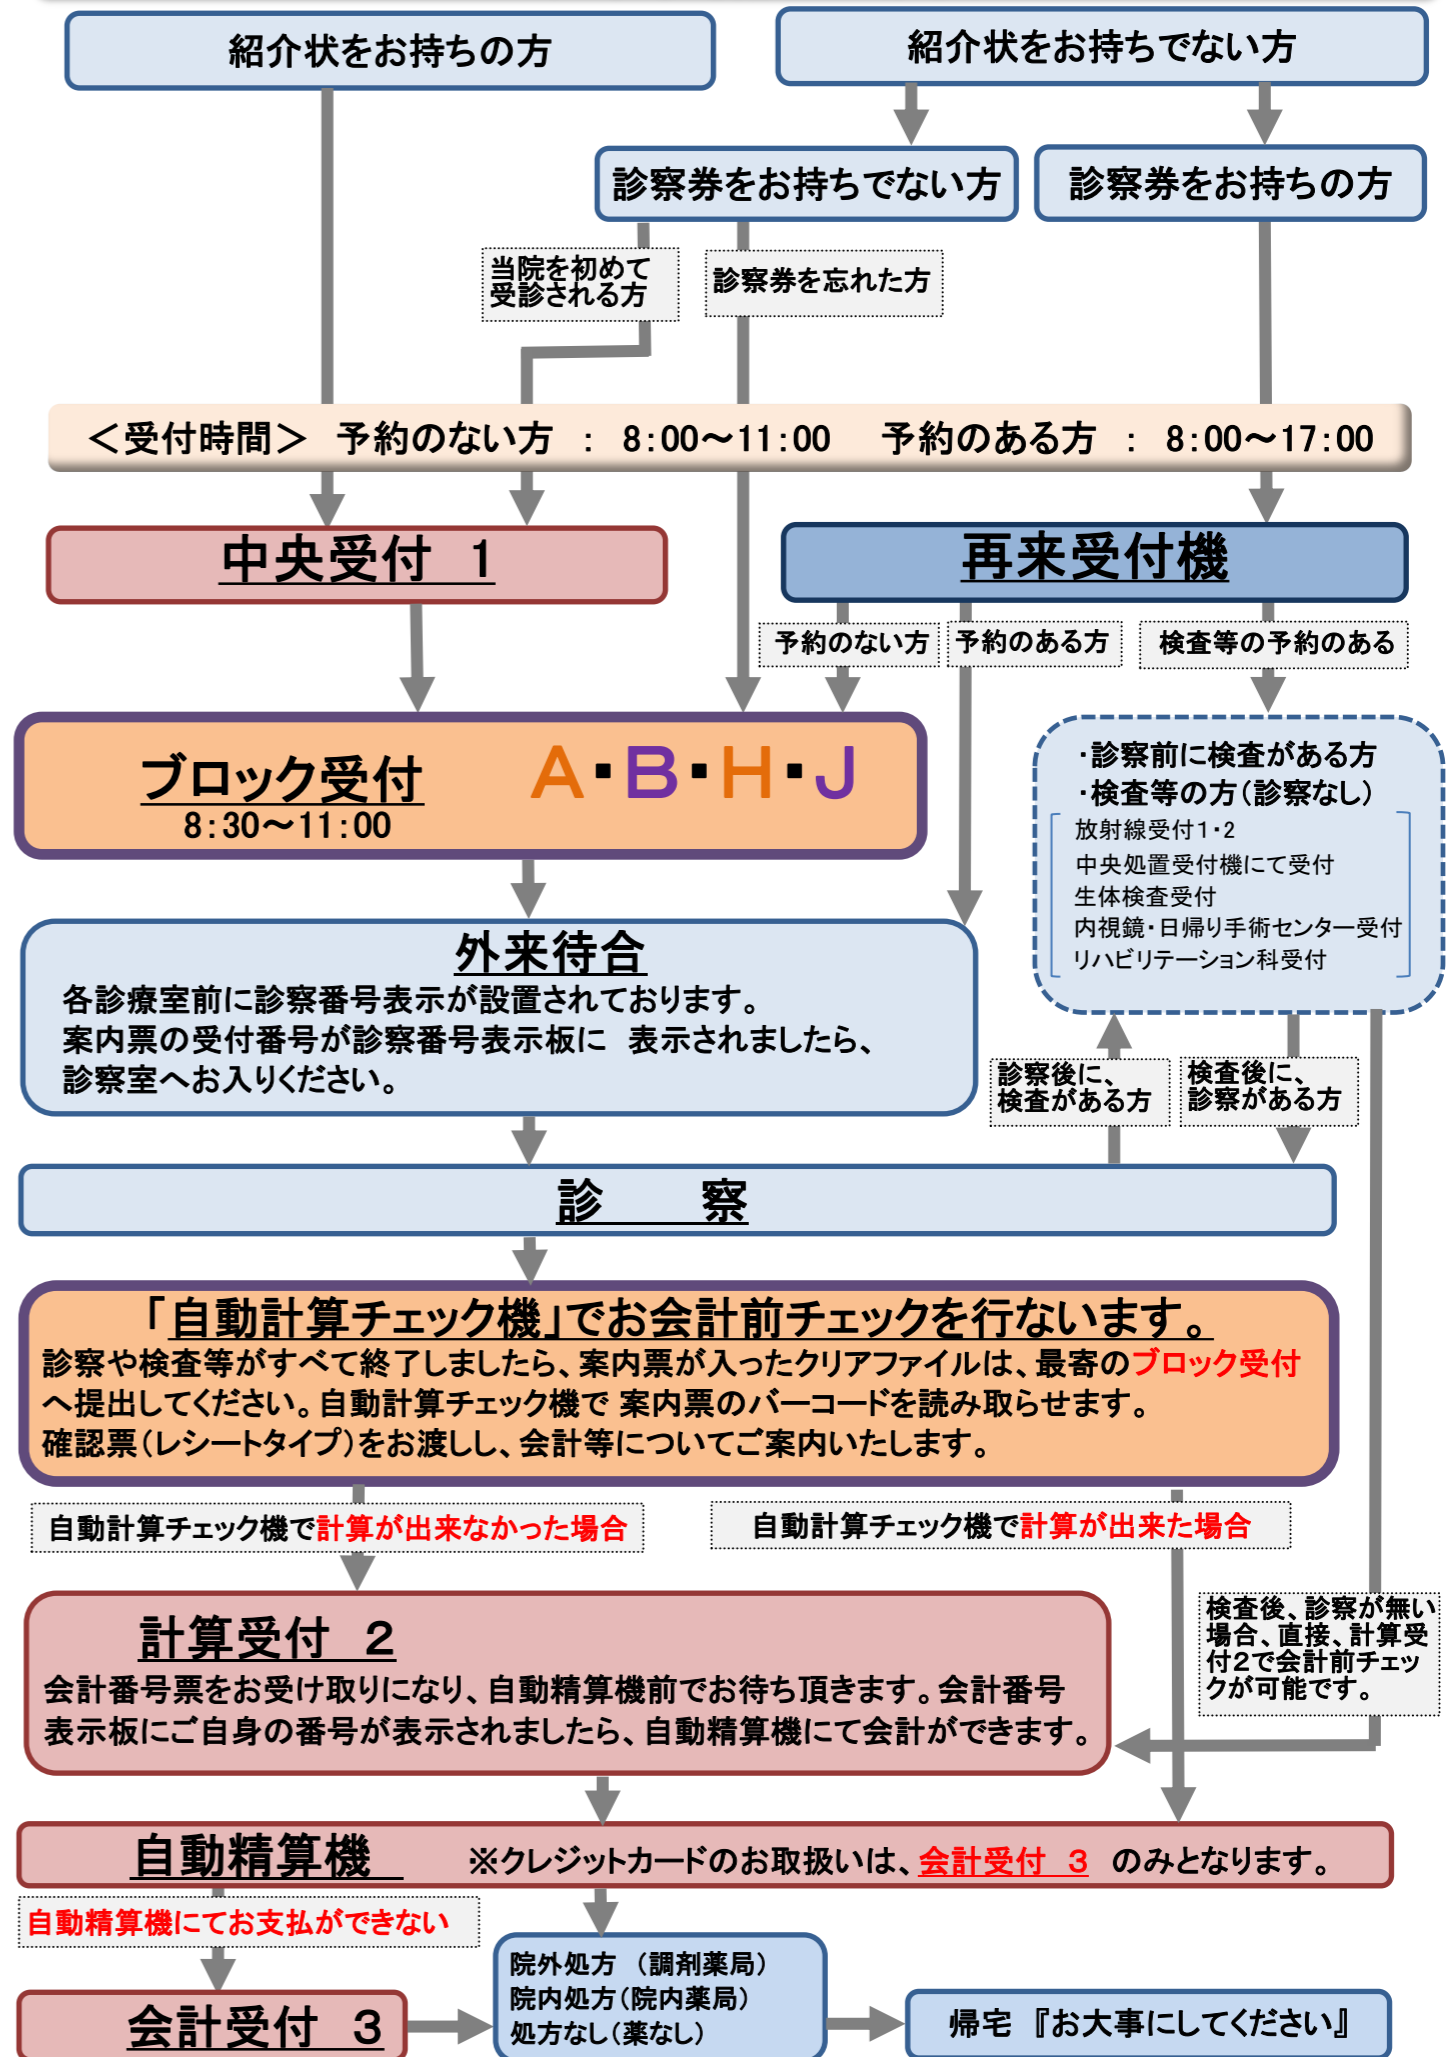 紹介状をお持ちの方
紹介状をお持ちでない方
診察券をお持ちでない方
診察券をお持ちの方
当院を初めて
受診される方
診察券を忘れた方
＜受付時間＞ 予約のない方 ： 8：00～11：00 予約のある方 ： 8：00～17：00
中央受付 1
再来受付機
予約のない方
予約のある方
検査等の予約のある
ブロック受付 A・B・H・J
8：30～11：00
・診察前に検査がある方
・検査等の方（診察なし）
放射線受付1・2
中央処置受付機にて受付
生体検査受付
内視鏡・日帰り手術センター受付
リハビリテーション科受付
外来待合
各診療室前に診察番号表示が設置されております。
案内票の受付番号が診察番号表示板に 表示されましたら、
診察室へお入りください。
診察後に、
検査がある方
検査後に、
診察がある方
診 察
「自動計算チェック機」でお会計前チェックを行ないます。
診察や検査等がすべて終了しましたら、案内票が入ったクリアファイルは、最寄のブロック受付
へ提出してください。自動計算チェック機で 案内票のバーコードを読み取らせます。
確認票（レシートタイプ）をお渡しし、会計等についてご案内いたします。
自動計算チェック機で計算が出来なかった場合
自動計算チェック機で計算が出来た場合
検査後、診察が無い
場合、直接、計算受
付2で会計前チェッ
クが可能です。
計算受付 2
会計番号票をお受け取りになり、自動精算機前でお待ち頂きます。会計番号
表示板にご自身の番号が表示されましたら、自動精算機にて会計ができます。
自動精算機 ※クレジットカードのお取扱いは、会計受付 3 のみとなります。
自動精算機にてお支払ができない
会計受付 3
院外処方 （調剤薬局）
院内処方（院内薬局）
処方なし（薬なし）
帰宅 『お大事にしてください』